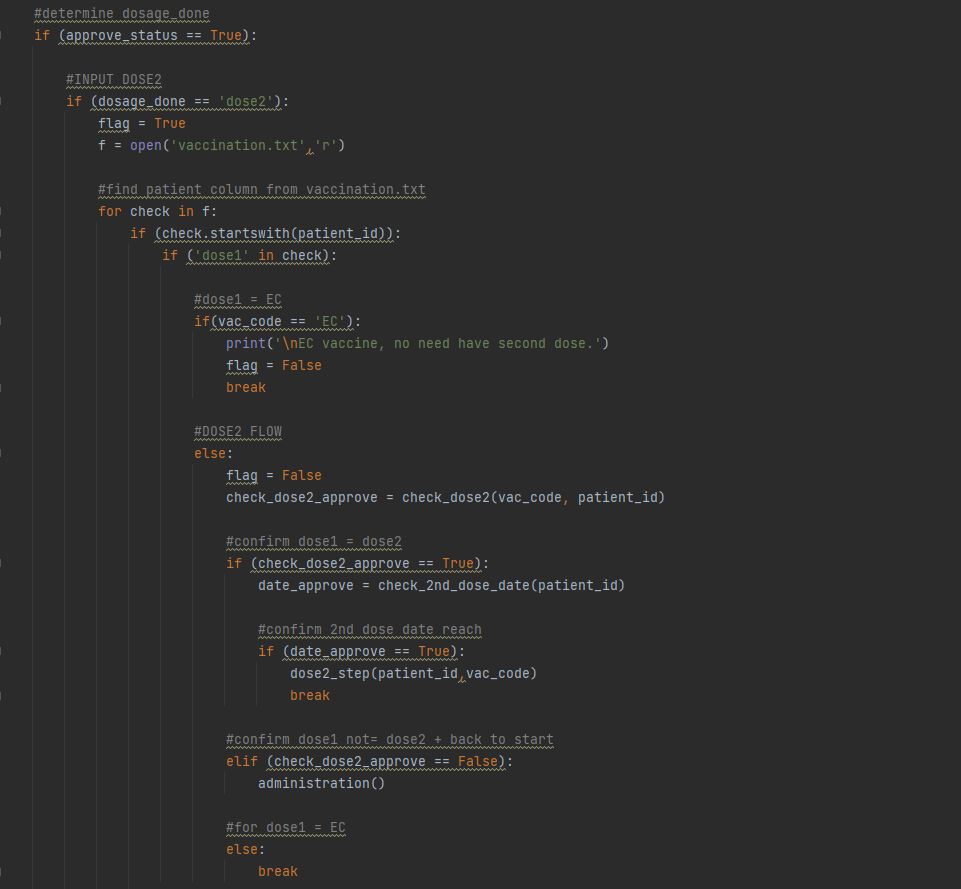 #determine dosage_done
if (approve_status == True):
#INPUT DOSE2
if (dosage_done == 'dose2'):
flag = True
f = open('vaccination.txt','r')
#find patient column from vaccination.txt
for check in f:
if (check.startswith(patient_id)):
if ('dose1' in check):
#dose1 = EC
if(vac_code == 'EC'):
print('\nEC vaccine, no need have second dose.')
flag = False
break
#DOSE2 FLOW
else:
flag = False
check_dose2_approve = check_dose2(vac_code, patient_id)
#confirm dose1 = dose2
if (check_dose2_approve == True):
date_approve = check_2nd_dose_date(patient_id)
#confirm 2nd dose date reach
if (date_approve == True):
dose2_step(patient_id,vac_code)
break
#confirm dose1 not= dose2 + back to start
elif (check_dose2_approve == False):
administration()
#for dose1 = EC
else:
break